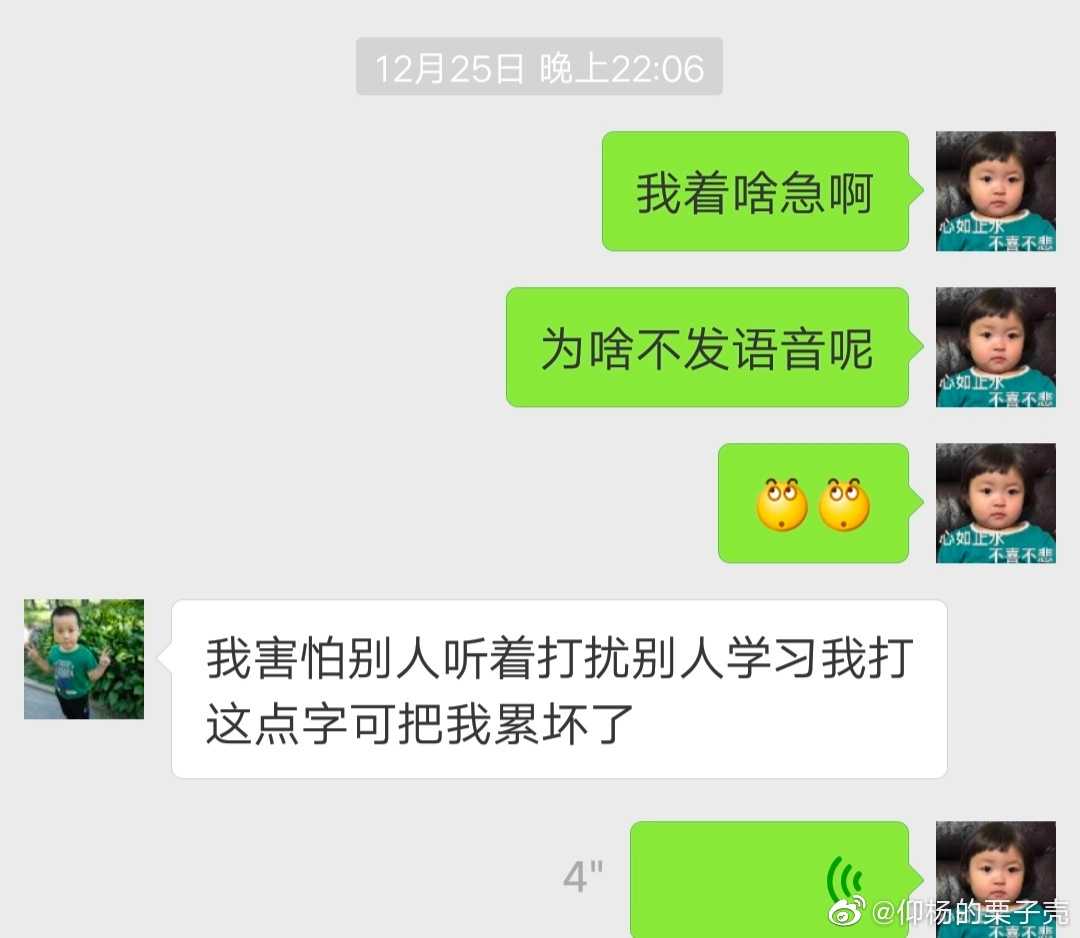 12月25日 晚上22:06
我着啥急啊
心如止水
不喜不悲
为啥不发语音呢
心如止水
不喜不悲
心如止水
不喜不悲
我害怕别人听着打扰别人学习我打
这点字可把我累坏了
4"
@仰杨的栗子壳